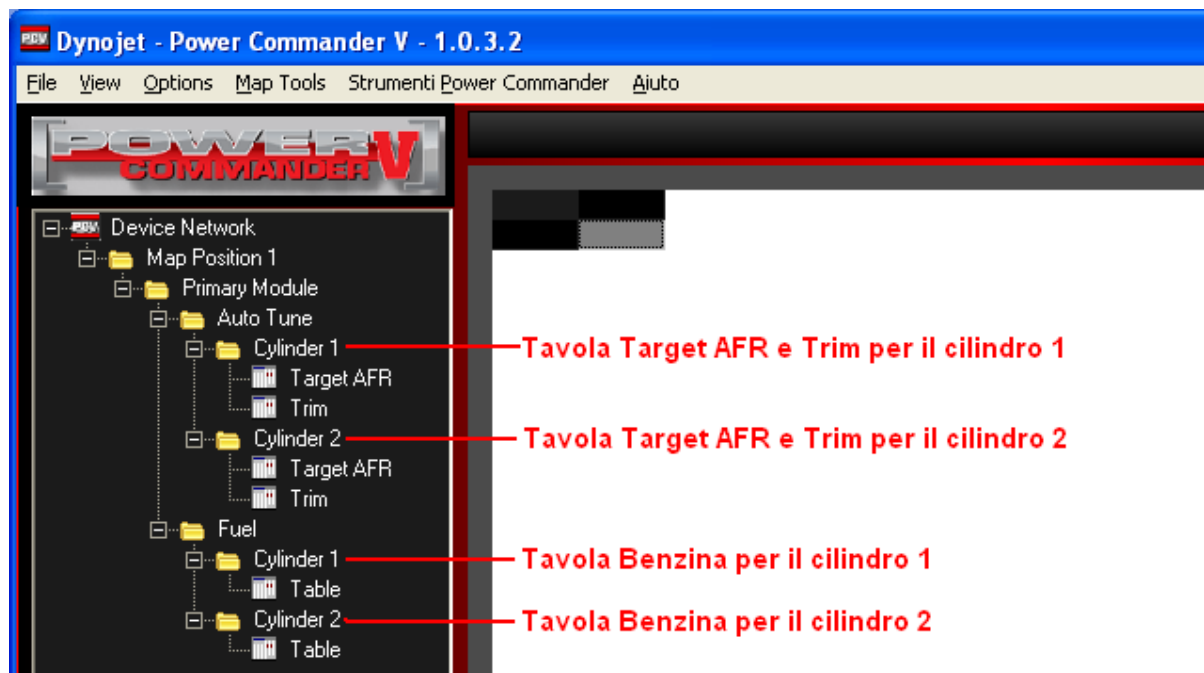 PCV Dynojet - Power Commander V - 1.0.3.2
File View Options Map Tools Strumenti Power Commander Aiuto
POWER V
COMMANDER
PCV Device Network
Map Position 1
Primary Module
Auto Tune
Cylinder 1 Tavola Target AFR e Trim per il cilindro 1
Target AFR
Trim
Cylinder 2 Tavola Target AFR e Trim per il cilindro 2
Target AFR
Trim
Fuel
Cylinder 1 Tavola Benzina per il cilindro 1
Table
Cylinder 2 Tavola Benzina per il cilindro 2
Table